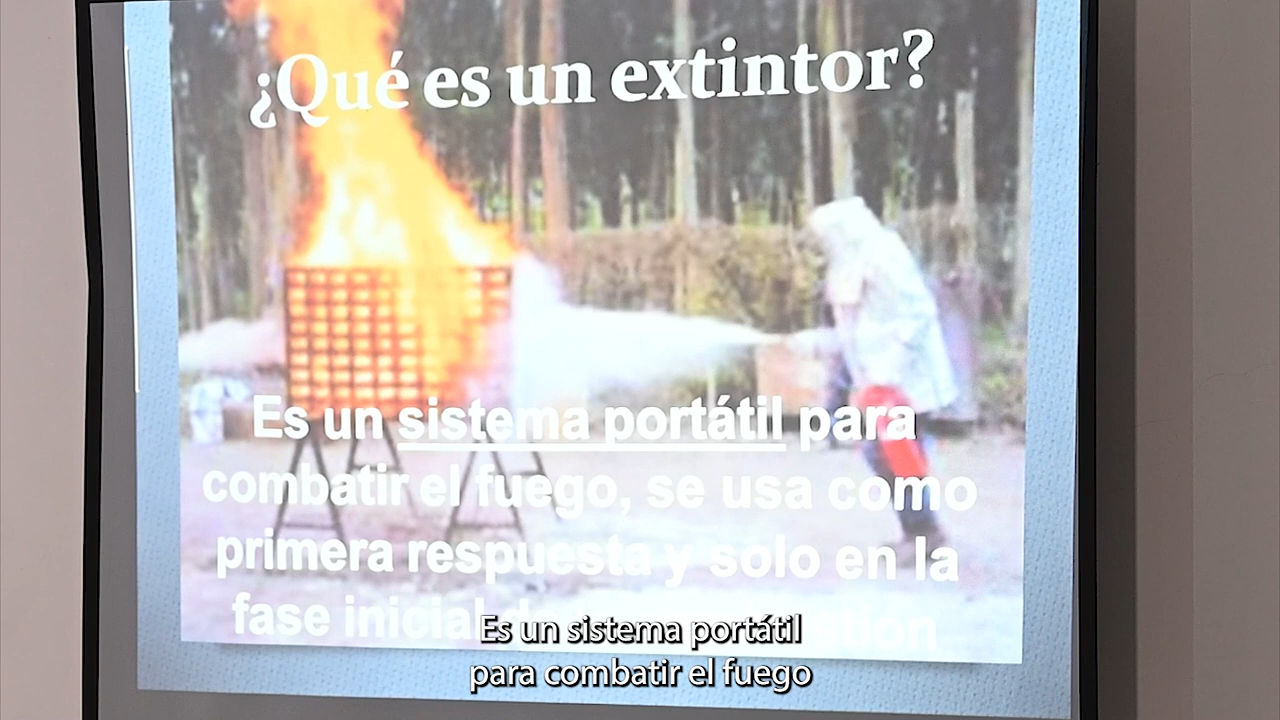 ¿Qué es un extintor?
Es un sistema portátil para
combatir el fuego, se usa como
primera respuesta y solo en la
fase inicial
Es un sistema portátil
para combatir el fuego